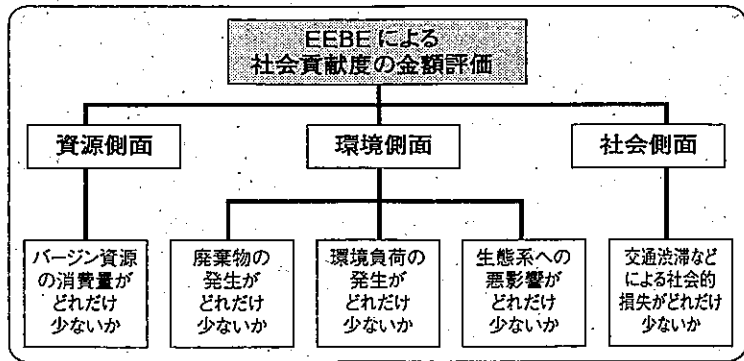 EEBEによる
社会貢献度の金額評価
資源側面
環境側面
社会側面
バージン資源
の消費量が
どれだけ
少ないか
廃棄物の
発生が
どれだけ
少ないか
環境負荷の
発生が
どれだけ
少ないか
生態系への
悪影響が
どれだけ
少ないか
交通渋滞など
による社会的
損失がどれだけ
少ないか